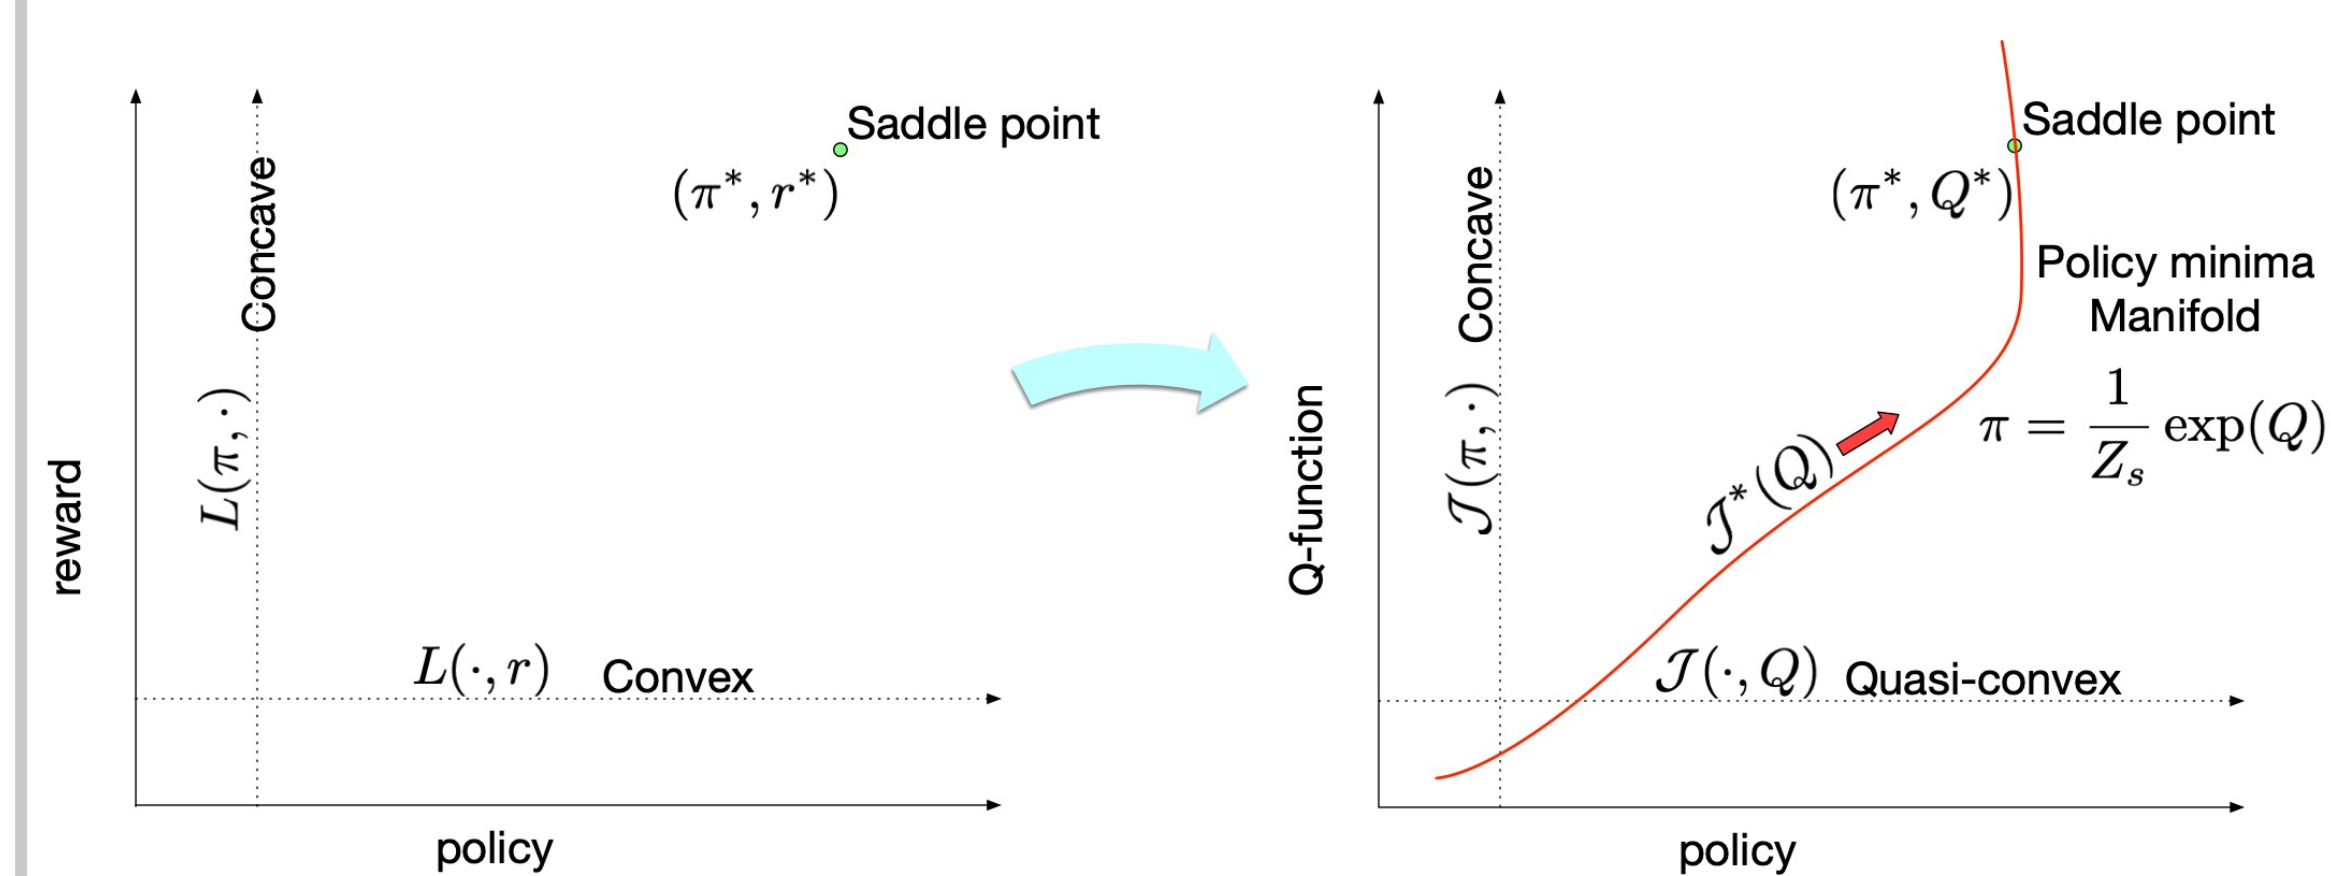 Saddle point
(π*, r*)
Concave
L(π, ·)
reward
L(·, r) Convex
policy
Saddle point
(π*, Q*)
Concave
𝒥(π, ·)
Policy minima
Manifold
π = 1/Z_s exp(Q)
𝒥*(Q)
Q-function
𝒥(·, Q) Quasi-convex
policy